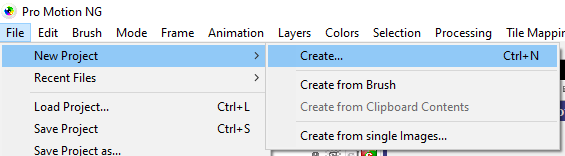 Pro Motion NG
File Edit Brush Mode Frame Animation Layers Colors Selection Processing Tile Mappin
New Project > Create... Ctrl+N
Recent Files > Create from Brush
Create from Clipboard Contents
Load Project... Ctrl+L
Save Project Ctrl+S Create from single Images...
Save Project as...